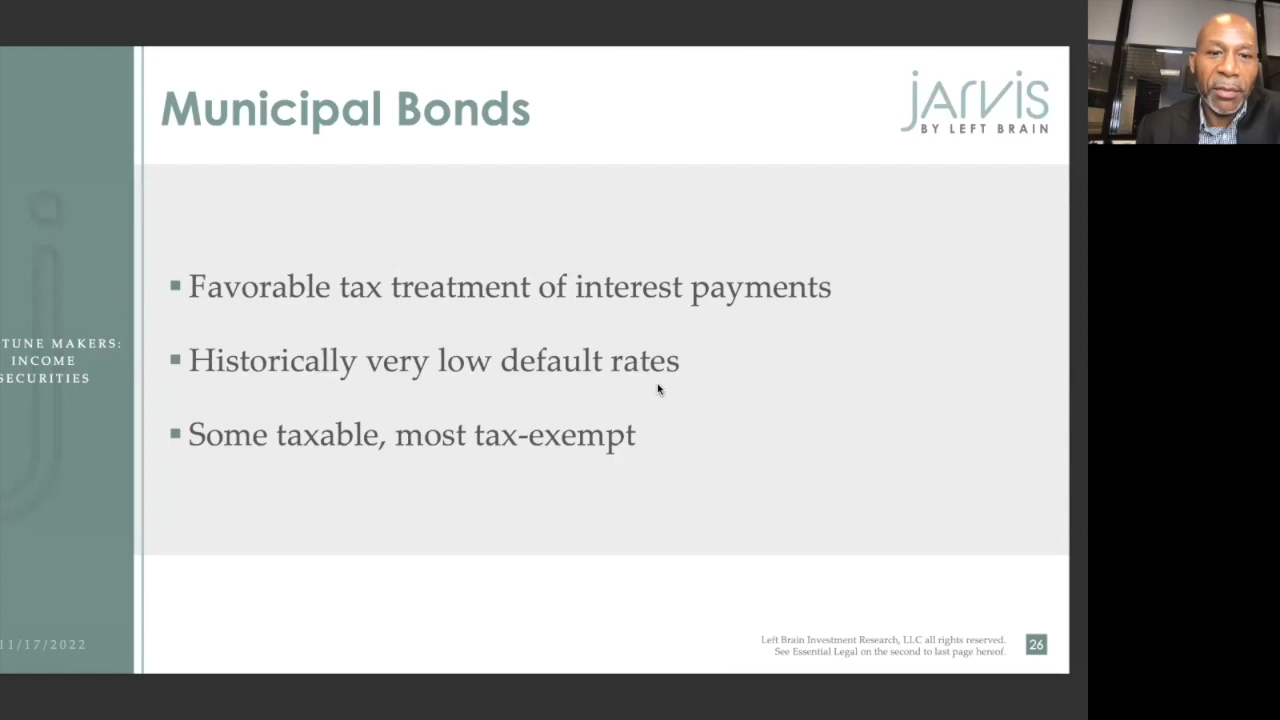 Municipal Bonds
jarvis
BY LEFT BRAIN
▪ Favorable tax treatment of interest payments
▪ Historically very low default rates
▪ Some taxable, most tax-exempt
TUNE MAKERS:
INCOME
SECURITIES
11/17/2022
Left Brain Investment Research, LLC all rights reserved.
See Essential Legal on the second to last page hereof.
26